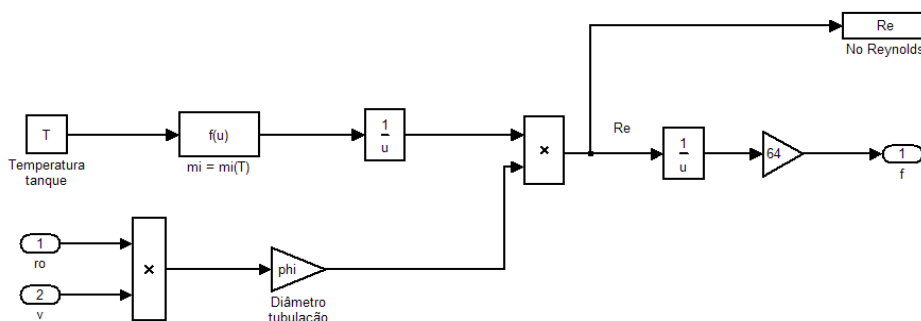 Re
No Reynolds
T
Temperatura
tanque
f(u)
mi = mi(T)
1
u
×
Re
1
u
64
1
f
1
ro
2
v
×
phi
Diâmetro
tubulação